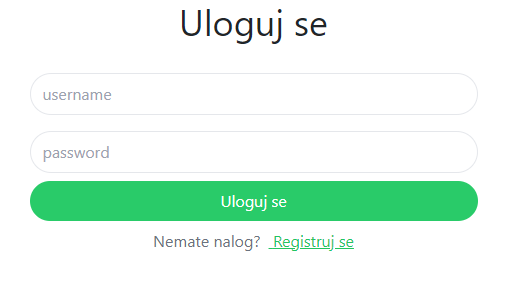 Uloguj se
username
password
Uloguj se
Nemate nalog? Registruj se